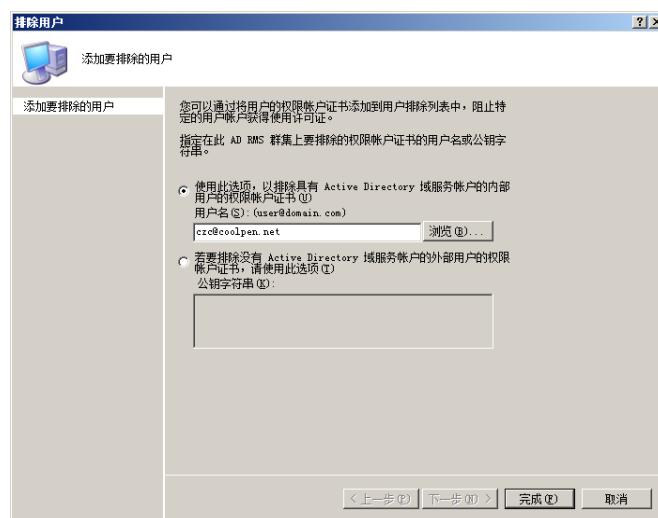 排除用户
添加要排除的用户
添加要排除的用户
您可以通过将用户的权限帐户证书添加到用户排除列表中，阻止特
定的用户帐户获得使用许可证。
指定在此 AD RMS 群集上要排除的权限帐户证书的用户名或公钥字
符串。
使用此选项，以排除具有 Active Directory 域服务帐户的内部
用户的权限帐户证书(U)
用户名(S):(user@domain.com)
czc@coolpen.net
浏览(B)...
若要排除没有 Active Directory 域服务帐户的外部用户的权限
帐户证书，请使用此选项(T)
公钥字符串(K):
< 上一步(P)
下一步(N) >
完成(F)
取消